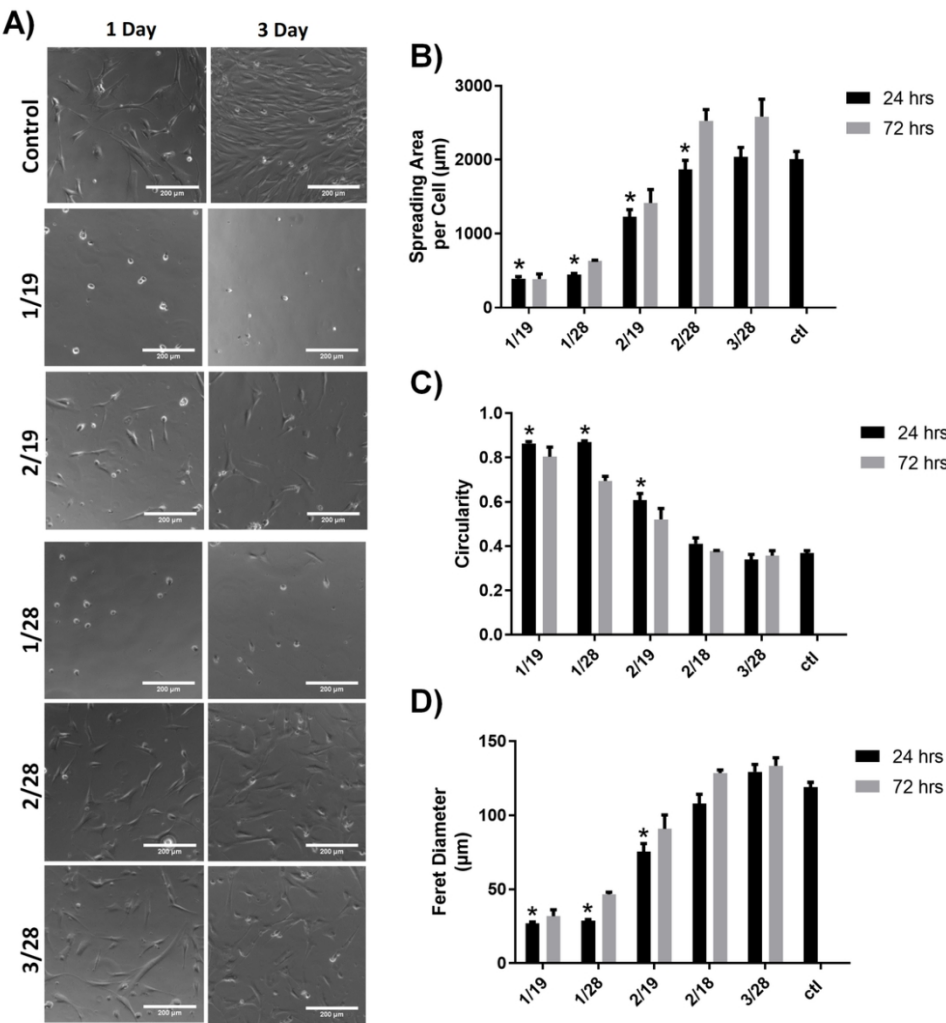 A)
1 Day
3 Day
Control
200 µm
200 µm
1/19
200 µm
200 µm
2/19
200 µm
200 µm
1/28
200 µm
200 µm
2/28
200 µm
200 µm
3/28
200 µm
200 µm
B)
Spreading Area
per Cell (µm)
3000
2000
1000
0
*
*
*
*
1/19
1/28
2/19
2/28
3/28
ctl
24 hrs
72 hrs
C)
Circularity
1.0
0.8
0.6
0.4
0.2
0.0
*
*
*
1/19
1/28
2/19
2/18
3/28
ctl
24 hrs
72 hrs
D)
Feret Diameter
(µm)
150
100
50
0
*
*
*
1/19
1/28
2/19
2/18
3/28
ctl
24 hrs
72 hrs